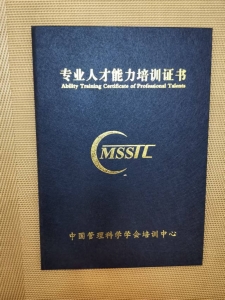 专业人才能力培训证书
Ability Training Certificate of Professional Talents
MSSTC
中国管理科学学会培训中心